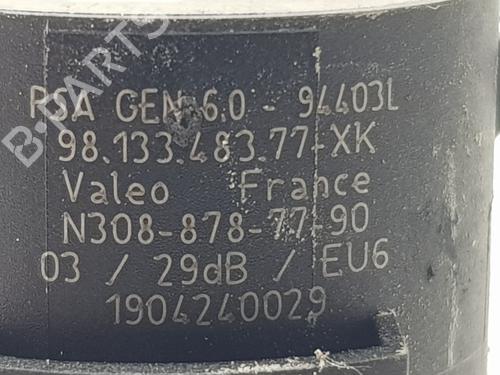 PSA GEN 6.0 - 94403L
98.133.483.77-XK
Valeo France
N308-878-77-90
03 / 29dB / EU6
1904240029
B-PARTS